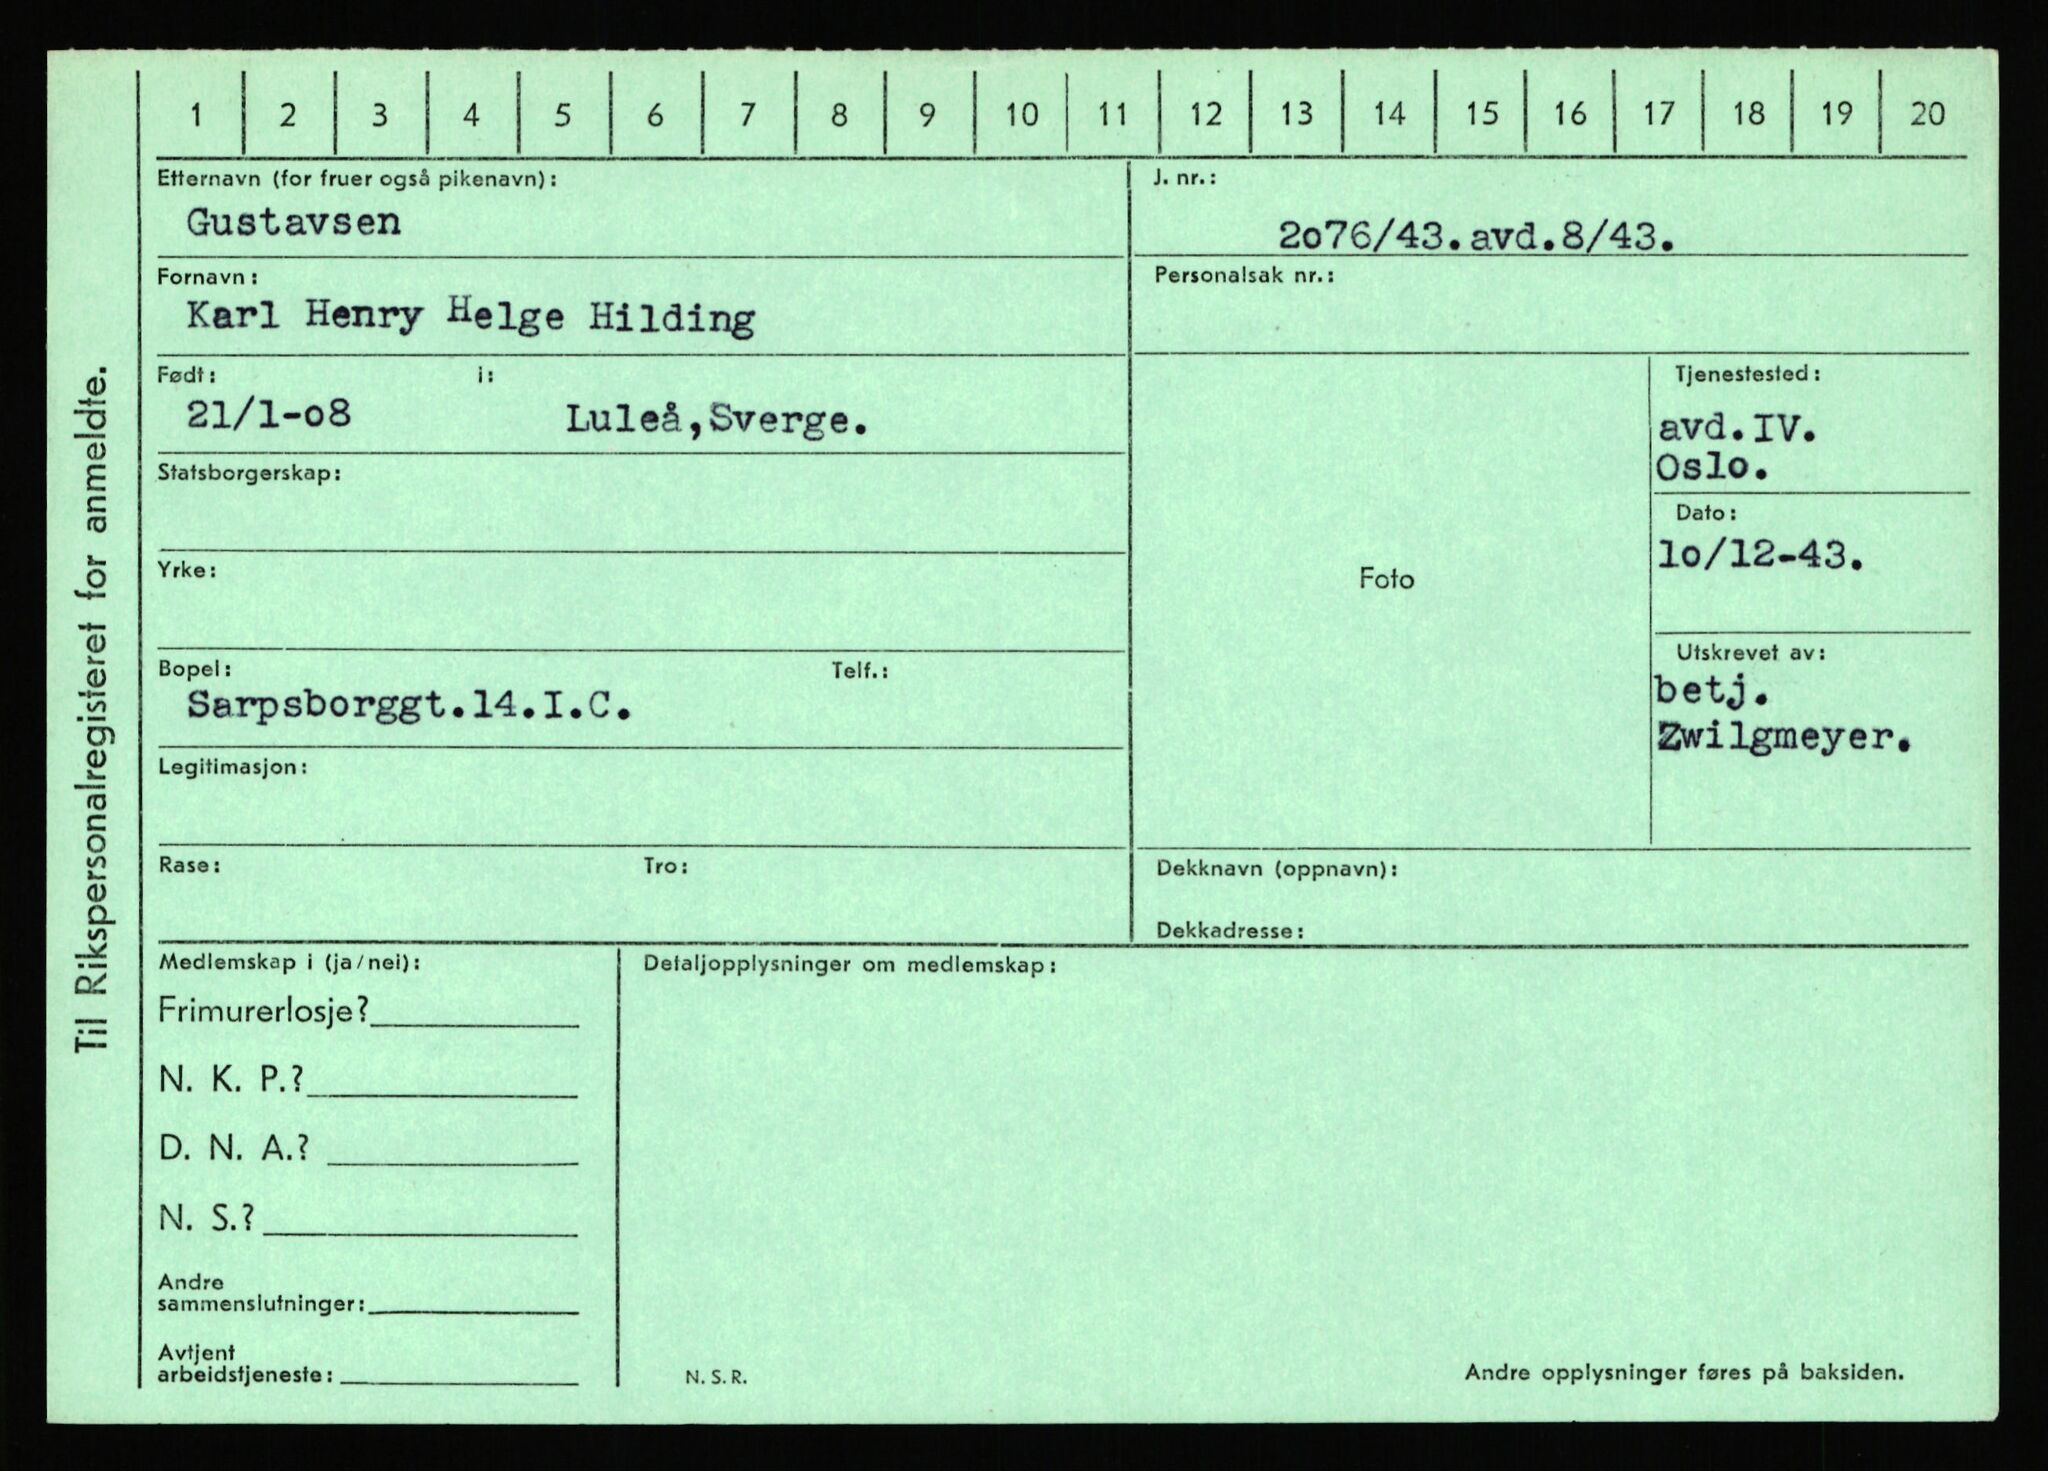 Til Rikspersonalregisteret for anmeldte.
1 2 3 4 5 6 7 8 9 10 11 12 13 14 15 16 17 18 19 20
Etternavn (for fruer også pikenavn):
Gustavsen
J. nr.:
2o76/43.avd.8/43.
Fornavn:
Karl Henry Helge Hilding
Personalsak nr.:
Født: i:
21/1-o8 Luleå,Sverge.
Statsborgerskap:
Yrke:
Bopel: Telf.:
Sarpsborggt.14.I.C.
Legitimasjon:
Rase: Tro:
Foto
Tjenestested:
avd.IV.
Oslo.
Dato:
lo/12-43.
Utskrevet av:
betj.
Zwilgmeyer.
Dekknavn (oppnavn):
Dekkadresse:
Medlemskap i (ja/nei):
Frimurerlosje?
N. K. P.?
D. N. A.?
N. S.?
Andre
sammenslutninger:
Avtjent
arbeidstjeneste:
Detaljopplysninger om medlemskap:
N. S. R.
Andre opplysninger føres på baksiden.